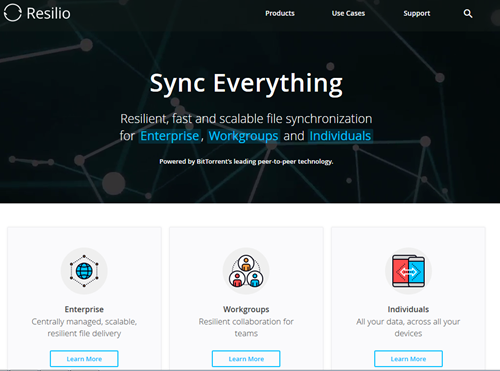 Resilio
Products Use Cases Support
Sync Everything
Resilient, fast and scalable file synchronization
for Enterprise, Workgroups and Individuals
Powered by BitTorrent's leading peer-to-peer technology.
Enterprise
Centrally managed, scalable,
resilient file delivery
Learn More
Workgroups
Resilient collaboration for
teams
Learn More
Individuals
All your data, across all your
devices
Learn More